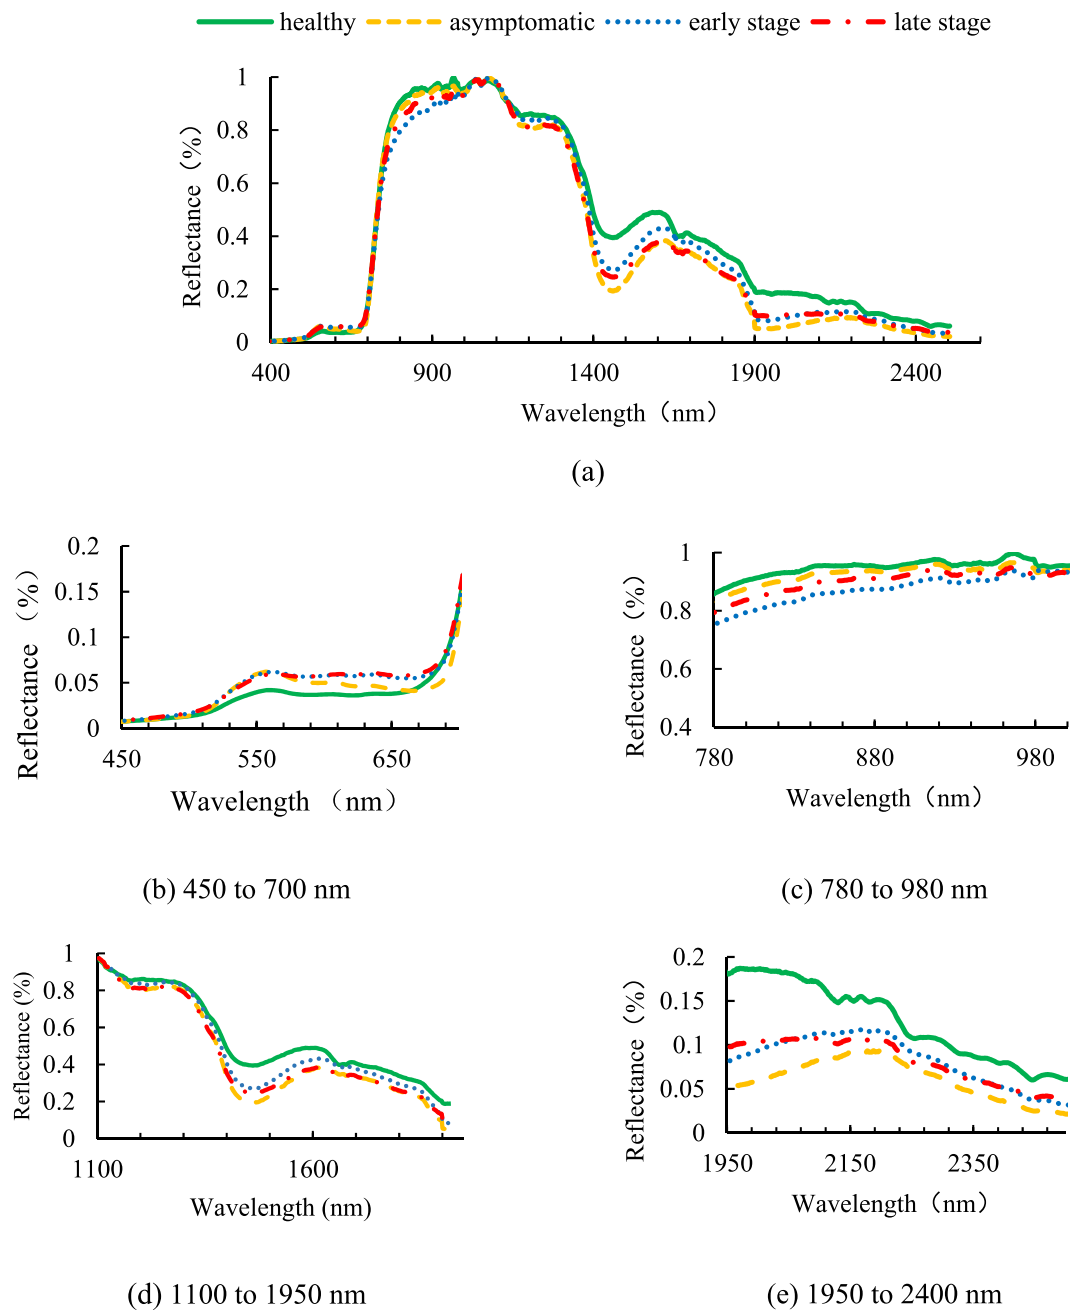 healthy asymptomatic early stage late stage
1
0.8
0.6
0.4
0.2
0
Reflectance（%）
400 900 1400 1900 2400
Wavelength（nm）
(a)
0.2
0.15
0.1
0.05
0
Reflectance （%）
450 550 650
Wavelength （nm）
(b) 450 to 700 nm
1
0.8
0.6
0.4
Reflectance（%）
780 880 980
Wavelength（nm）
(c) 780 to 980 nm
1
0.8
0.6
0.4
0.2
0
Reflectance (%)
1100 1600
Wavelength (nm)
(d) 1100 to 1950 nm
0.2
0.15
0.1
0.05
0
Reflectance（%）
1950 2150 2350
Wavelength（nm）
(e) 1950 to 2400 nm